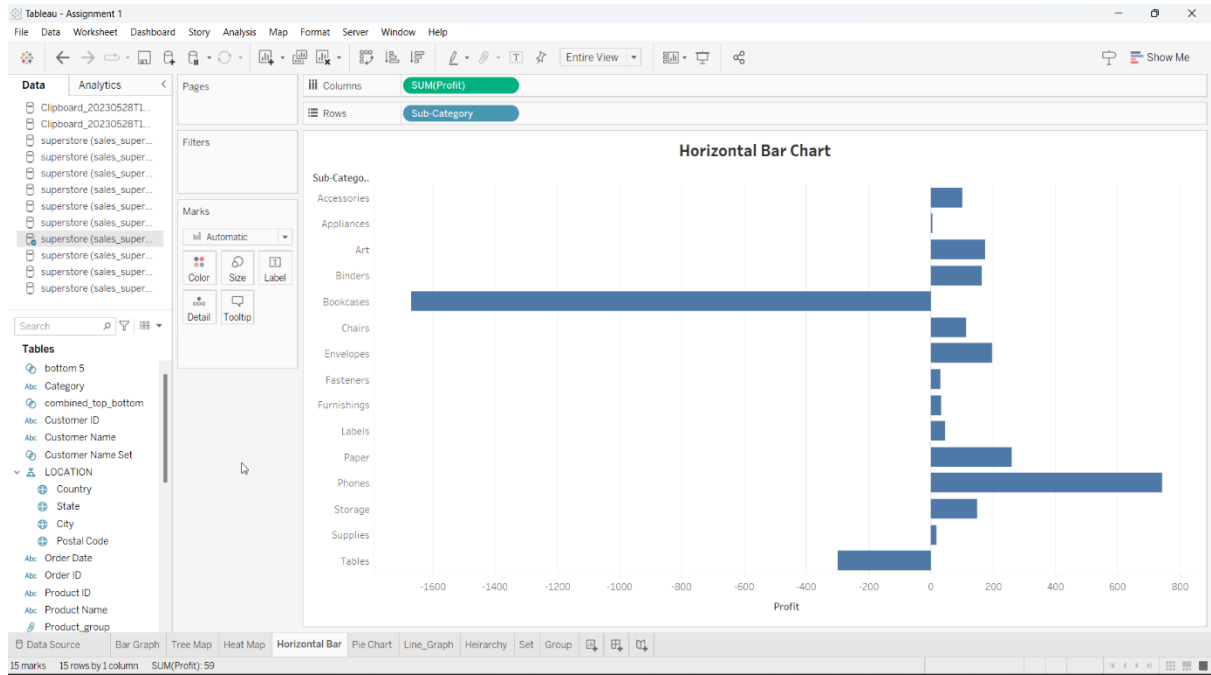 Tableau - Assignment 1
File Data Worksheet Dashboard Story Analysis Map Format Server Window Help
Entire View
Show Me
Data Analytics
Clipboard_20230528T1...
Clipboard_20230528T1...
superstore (sales_super...
superstore (sales_super...
superstore (sales_super...
superstore (sales_super...
superstore (sales_super...
superstore (sales_super...
superstore (sales_super...
superstore (sales_super...
superstore (sales_super...
superstore (sales_super...
Search
Tables
bottom 5
Abc Category
combined_top_bottom
Abc Customer ID
Abc Customer Name
Customer Name Set
LOCATION
Country
State
City
Postal Code
Abc Order Date
Abc Order ID
Abc Product ID
Abc Product Name
Product_group
Pages
Filters
Marks
Automatic
Color Size Label
Detail Tooltip
Columns SUM(Profit)
Rows Sub-Category
Horizontal Bar Chart
Sub-Catego..
Accessories
Appliances
Art
Binders
Bookcases
Chairs
Envelopes
Fasteners
Furnishings
Labels
Paper
Phones
Storage
Supplies
Tables
-1600 -1400 -1200 -1000 -800 -600 -400 -200 0 200 400 600 800
Profit
Data Source Bar Graph Tree Map Heat Map Horizontal Bar Pie Chart Line_Graph Heirarchy Set Group
15 marks 15 rows by 1 column SUM(Profit): 59